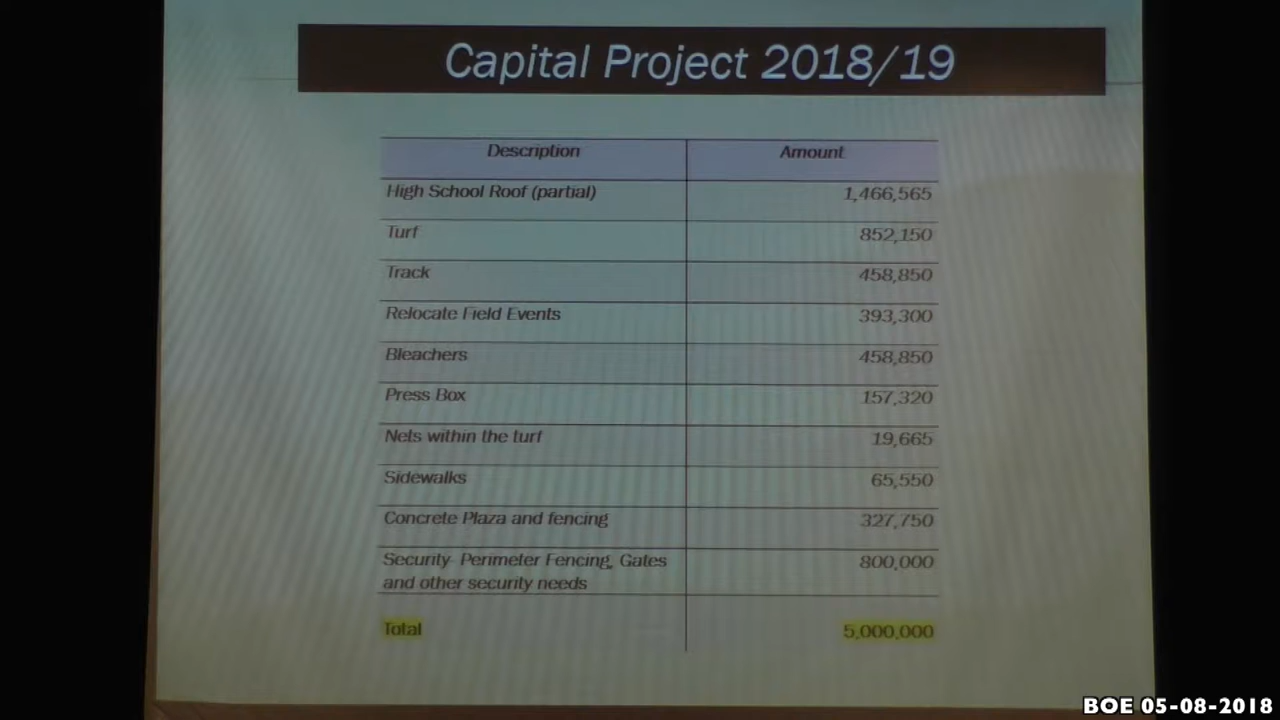 Capital Project 2018/19
Description Amount
High School Roof (partial) 1,466,565
Turf 852,150
Track 458,850
Relocate Field Events 393,300
Bleachers 458,850
Press Box 157,320
Nets within the turf 19,665
Sidewalks 65,550
Concrete Plaza and fencing 327,750
Security- Perimeter Fencing, Gates 800,000
and other security needs
Total 5,000,000
BOE 05-08-2018